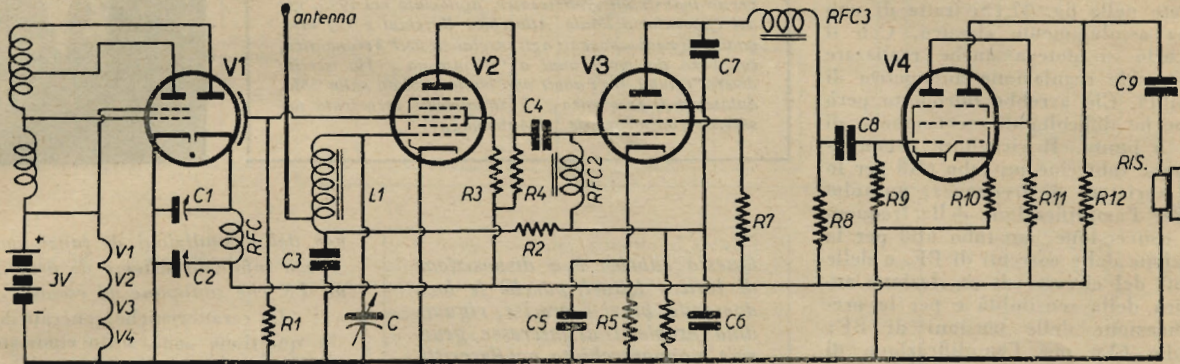 antenna
V1
V2
V3
V4
RFC3
C7
C9
C4
C8
C1
C2
RFC
L1
R3
R4
RFC2
R2
R7
R8
R9
R10
R11
R12
RIS.
+
3V
-
V1
V2
V3
V4
C3
R1
C
C5
R5
C6